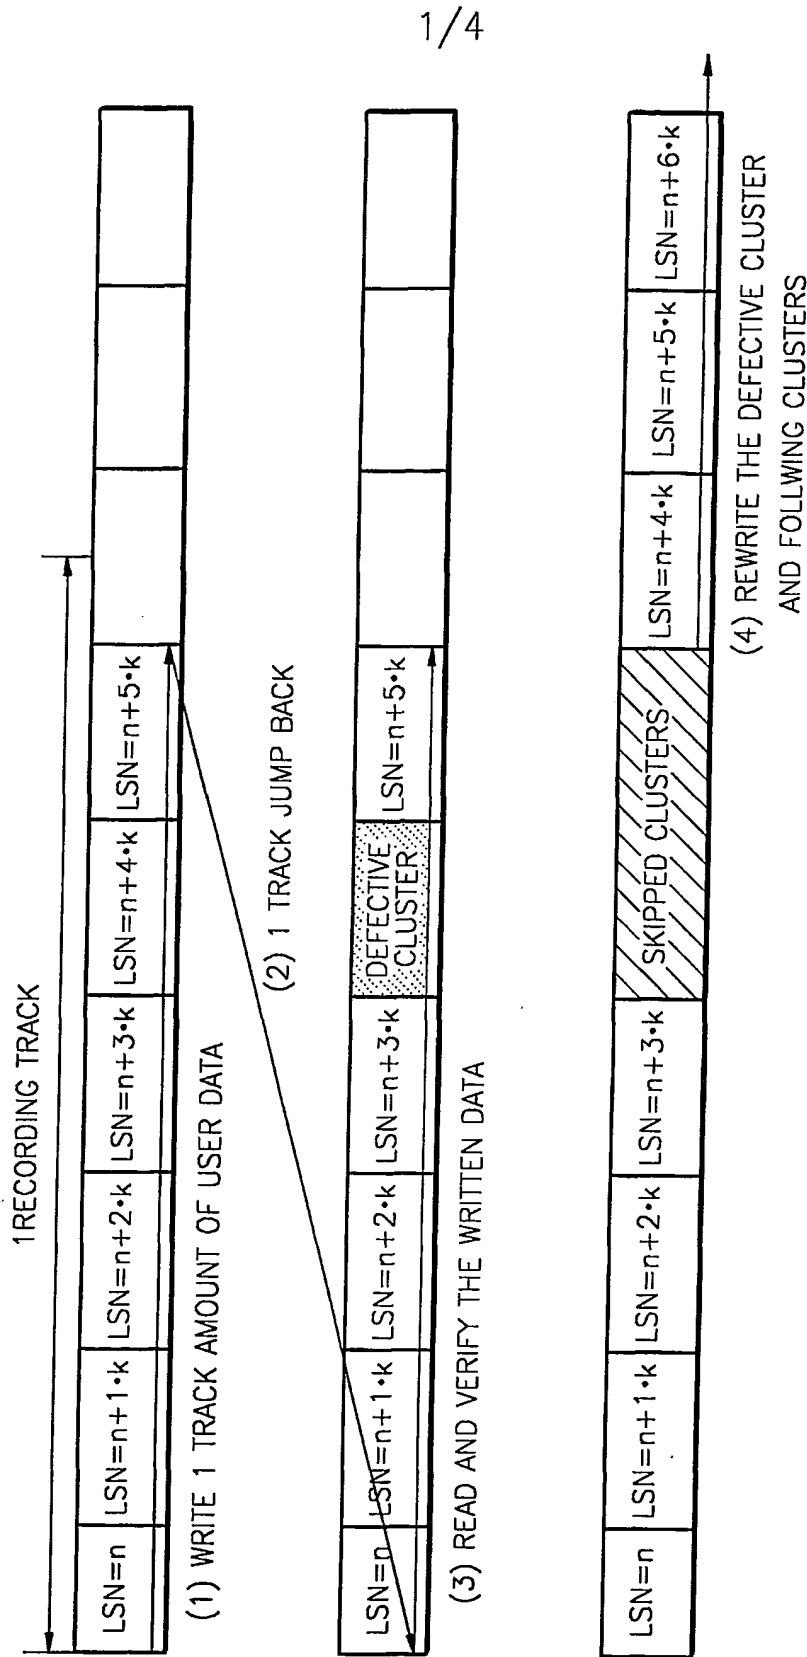 1/4
1RECORDING TRACK
LSN=n
LSN=n+1•k
LSN=n+2•k
LSN=n+3•k
LSN=n+4•k
LSN=n+5•k
(1) WRITE 1 TRACK AMOUNT OF USER DATA
(2) 1 TRACK JUMP BACK
LSN=n
LSN=n+1•k
LSN=n+2•k
LSN=n+3•k
DEFECTIVE
CLUSTER
LSN=n+5•k
(3) READ AND VERIFY THE WRITTEN DATA
LSN=n
LSN=n+1•k
LSN=n+2•k
LSN=n+3•k
SKIPPED CLUSTERS
LSN=n+4•k
LSN=n+5•k
LSN=n+6•k
(4) REWRITE THE DEFECTIVE CLUSTER
AND FOLLWING CLUSTERS